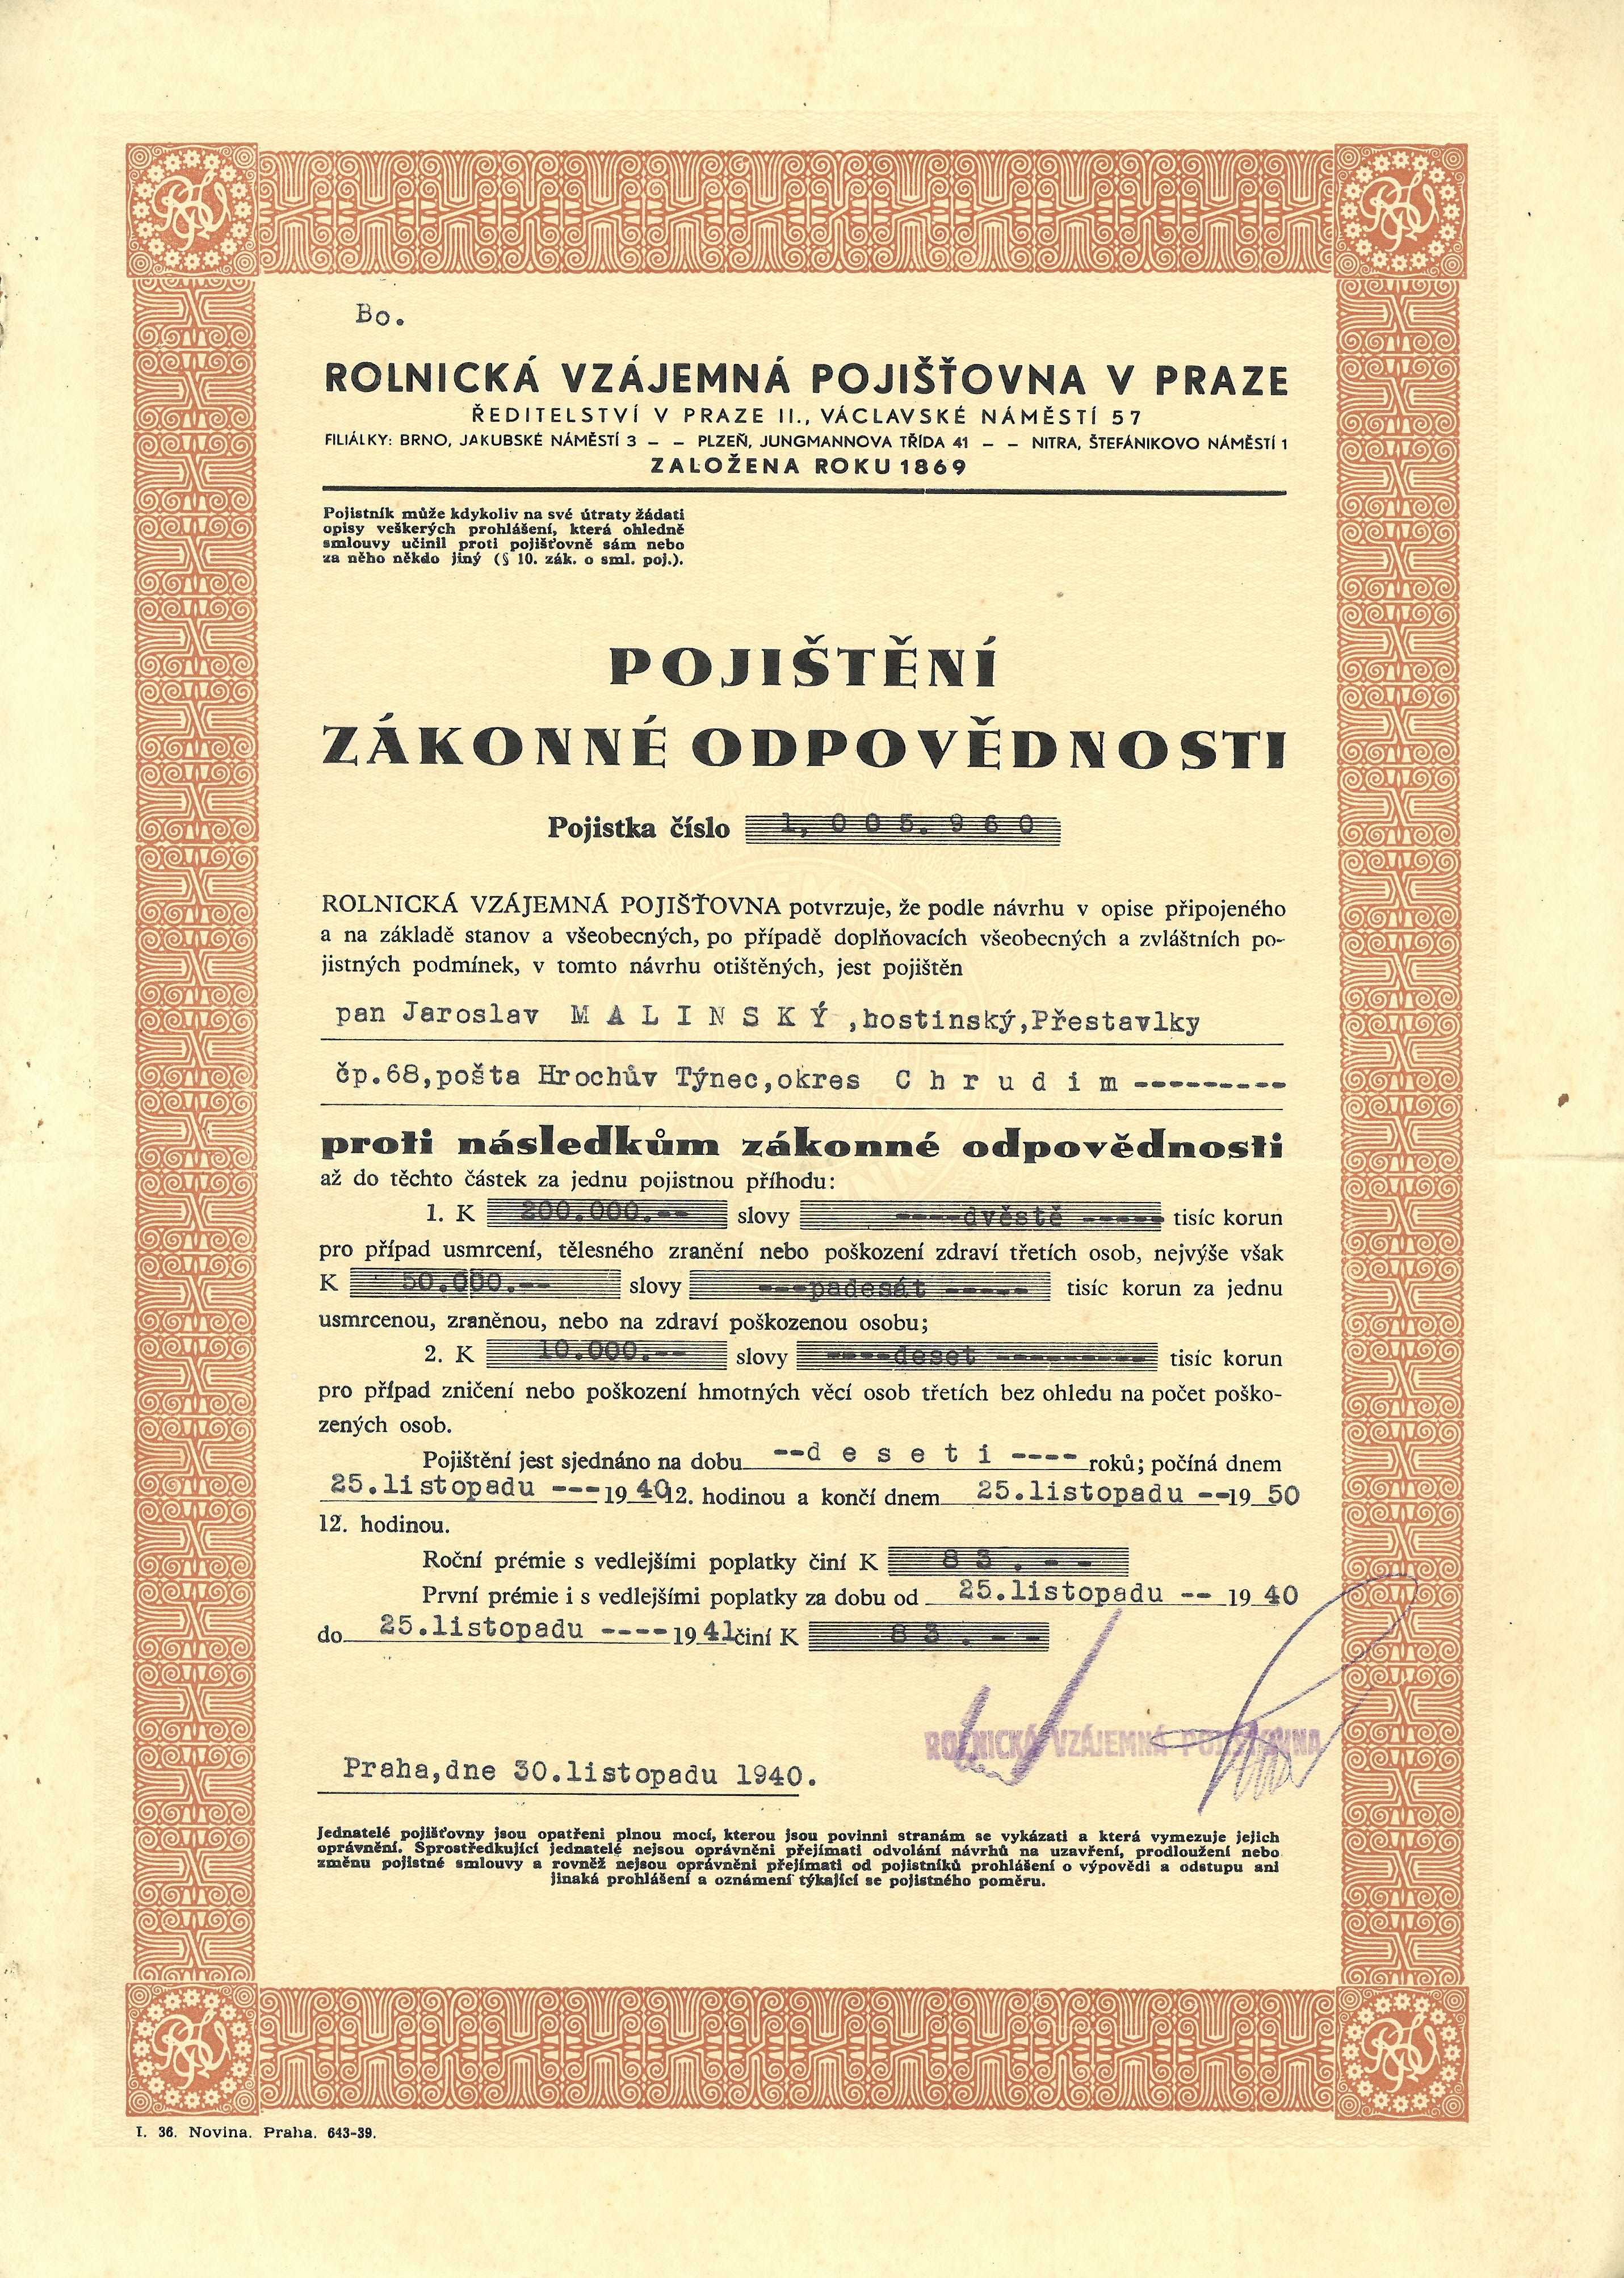 Bo.
ROLNICKÁ VZÁJEMNÁ POJIŠŤOVNA V PRAZE
ŘEDITELSTVÍ V PRAZE II., VÁCLAVSKÉ NÁMĚSTÍ 57
FILIÁLKY: BRNO, JAKUBSKÉ NÁMĚSTÍ 3 – – PLZEŇ, JUNGMANNOVA TŘÍDA 41 – – NITRA, ŠTEFÁNIKOVO NÁMĚSTÍ 1
ZALOŽENA ROKU 1869
Pojistník může kdykoliv na své útraty žádati
opisy veškerých prohlášení, která ohledně
smlouvy učinil proti pojišťovně sám nebo
za něho někdo jiný (§ 10. zák. o sml. poj.).
POJIŠTĚNÍ
ZÁKONNÉ ODPOVĚDNOSTI
Pojistka číslo 1,005.960
ROLNICKÁ VZÁJEMNÁ POJIŠŤOVNA potvrzuje, že podle návrhu v opise připojeného
a na základě stanov a všeobecných, po případě doplňovacích všeobecných a zvláštních po-
jistných podmínek, v tomto návrhu otištěných, jest pojištěn
pan Jaroslav M A L I N S K Ý ,hostinský,Přestavlky
čp.68,pošta Hrochův Týnec,okres C h r u d i m ---------
proti následkům zákonné odpovědnosti
až do těchto částek za jednu pojistnou příhodu:
1. K 200.000.-- slovy ----dvěstě ----- tisíc korun
pro případ usmrcení, tělesného zranění nebo poškození zdraví třetích osob, nejvýše však
K 50.000.-- slovy ---padesát ----- tisíc korun za jednu
usmrcenou, zraněnou, nebo na zdraví poškozenou osobu;
2. K 10.000.-- slovy ----deset ---------- tisíc korun
pro případ zničení nebo poškození hmotných věcí osob třetích bez ohledu na počet poško-
zených osob.
Pojištění jest sjednáno na dobu --d e s e t i ---- roků; počíná dnem
25.listopadu --- 19 40 12. hodinou a končí dnem 25.listopadu -- 19 50
12. hodinou.
Roční prémie s vedlejšími poplatky činí K 83.--
První prémie i s vedlejšími poplatky za dobu od 25.listopadu -- 19 40
do 25.listopadu ---- 19 41 činí K 83.--
ROLNICKÁ VZÁJEMNÁ POJIŠŤOVNA
Praha,dne 30.listopadu 1940.
Jednatelé pojišťovny jsou opatřeni plnou mocí, kterou jsou povinni stranám se vykázati a která vymezuje jejich
oprávnění. Sprostředkující jednatelé nejsou oprávněni přejímati odvolání návrhů na uzavření, prodloužení nebo
změnu pojistné smlouvy a rovněž nejsou oprávněni přejímati od pojistníků prohlášení o výpovědi a odstupu ani
jinaká prohlášení a oznámení týkající se pojistného poměru.
I. 36. Novina. Praha. 643-39.